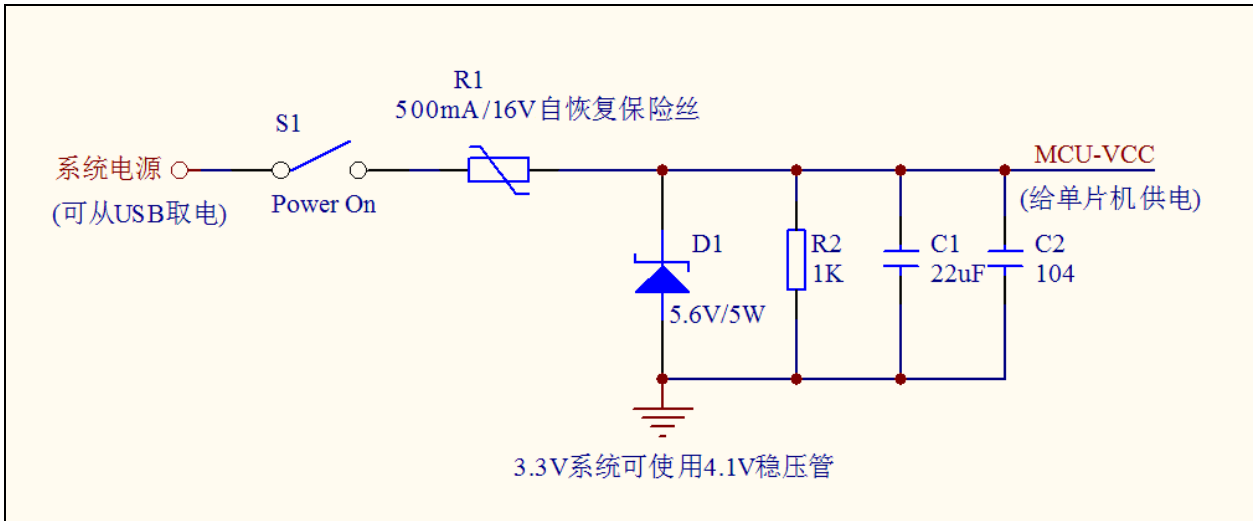 R1
500mA/16V自恢复保险丝
S1
系统电源
MCU-VCC
(可从USB取电)
Power On
(给单片机供电)
D1
R2
C1
C2
1K
22uF
104
5.6V/5W
3.3V系统可使用4.1V稳压管